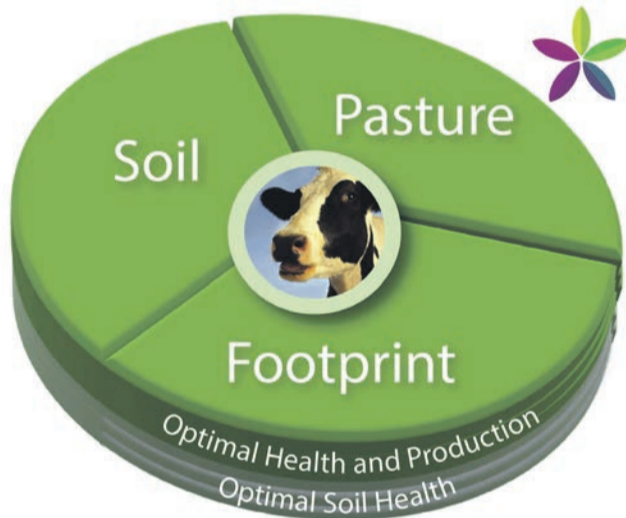 Pasture
Soil
Footprint
Optimal Health and Production
Optimal Soil Health